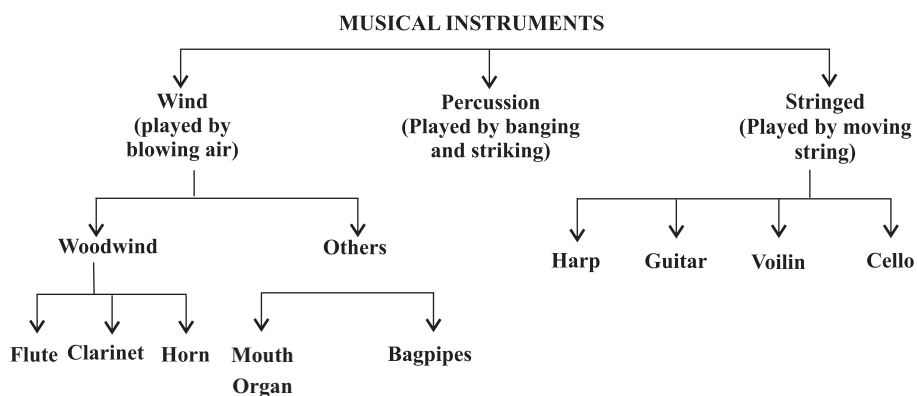 MUSICAL INSTRUMENTS
Wind
(played by
blowing air)
Percussion
(Played by banging
and striking)
Stringed
(Played by moving
string)
Woodwind
Others
Harp
Guitar
Voilin
Cello
Flute
Clarinet
Horn
Mouth
Organ
Bagpipes